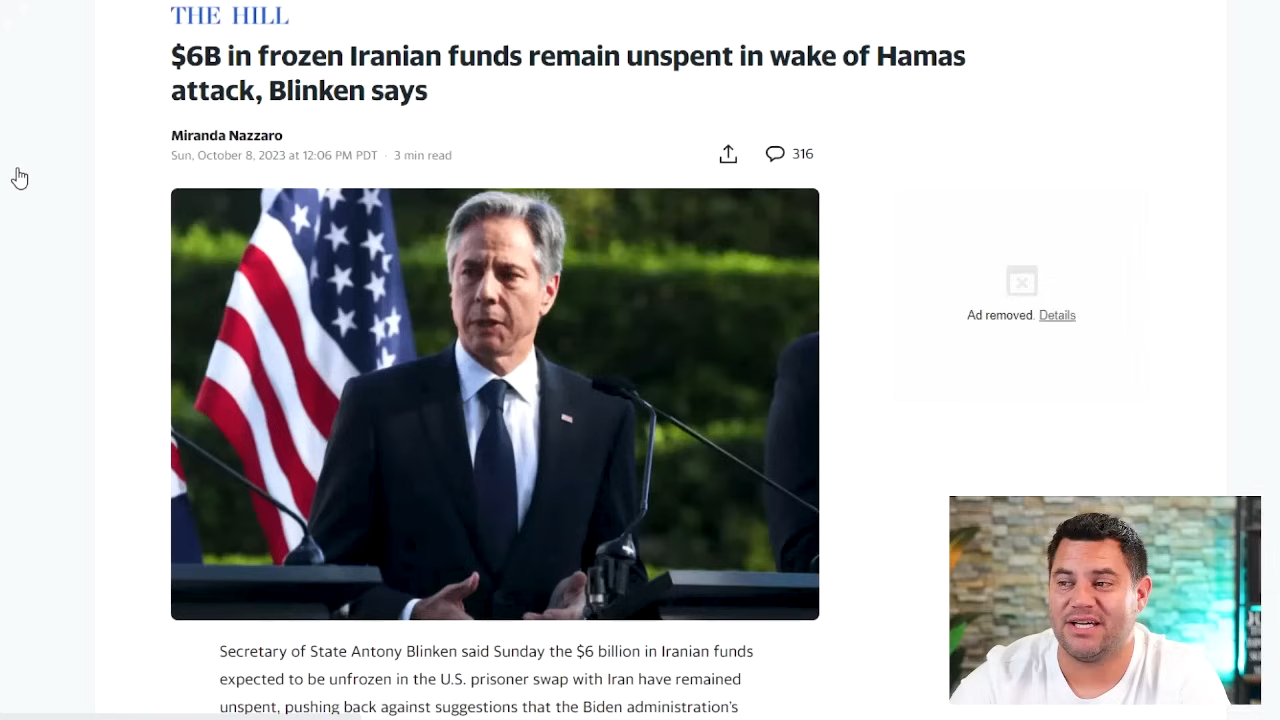 THE HILL
$6B in frozen Iranian funds remain unspent in wake of Hamas
attack, Blinken says
Miranda Nazzaro
Sun, October 8, 2023 at 12:06 PM PDT · 3 min read
316
Ad removed. Details
Secretary of State Antony Blinken said Sunday the $6 billion in Iranian funds
expected to be unfrozen in the U.S. prisoner swap with Iran have remained
unspent, pushing back against suggestions that the Biden administration's